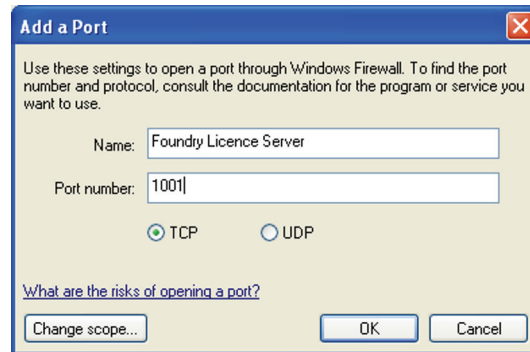 Add a Port
Use these settings to open a port through Windows Firewall. To find the port
number and protocol, consult the documentation for the program or service you
want to use.
Name: Foundry Licence Server
Port number: 1001
TCP UDP
What are the risks of opening a port?
Change scope... OK Cancel